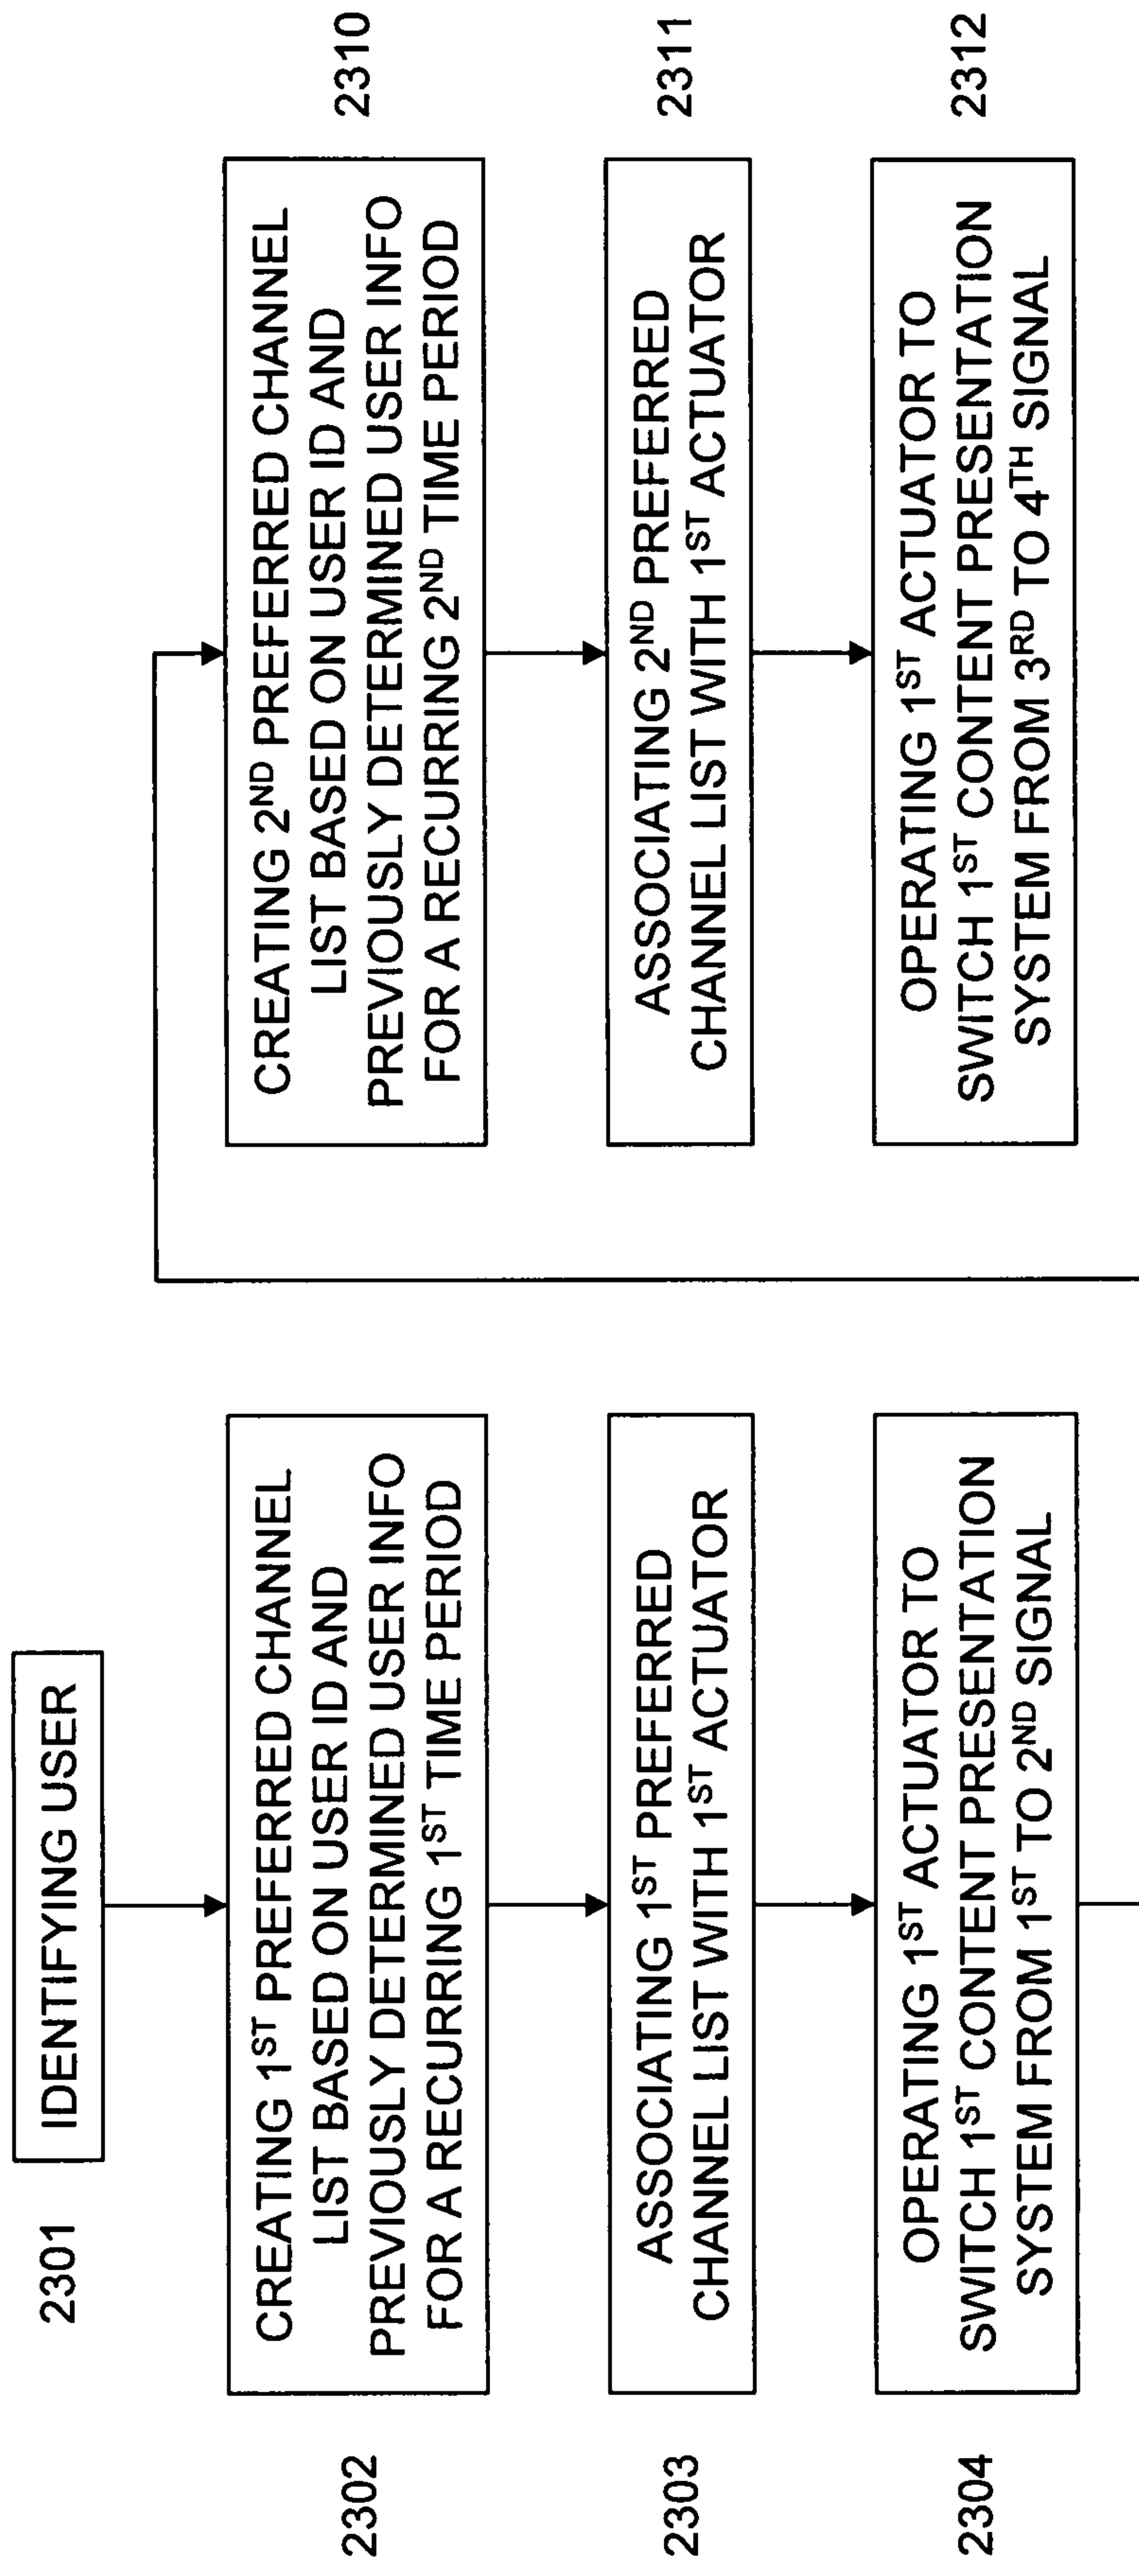 2301
IDENTIFYING USER
2302
CREATING 1ST PREFERRED CHANNEL
LIST BASED ON USER ID AND
PREVIOUSLY DETERMINED USER INFO
FOR A RECURRING 1ST TIME PERIOD
2303
ASSOCIATING 1ST PREFERRED
CHANNEL LIST WITH 1ST ACTUATOR
2304
OPERATING 1ST ACTUATOR TO
SWITCH 1ST CONTENT PRESENTATION
SYSTEM FROM 1ST TO 2ND SIGNAL
2310
CREATING 2ND PREFERRED CHANNEL
LIST BASED ON USER ID AND
PREVIOUSLY DETERMINED USER INFO
FOR A RECURRING 2ND TIME PERIOD
2311
ASSOCIATING 2ND PREFERRED
CHANNEL LIST WITH 1ST ACTUATOR
2312
OPERATING 1ST ACTUATOR TO
SWITCH 1ST CONTENT PRESENTATION
SYSTEM FROM 3RD TO 4TH SIGNAL